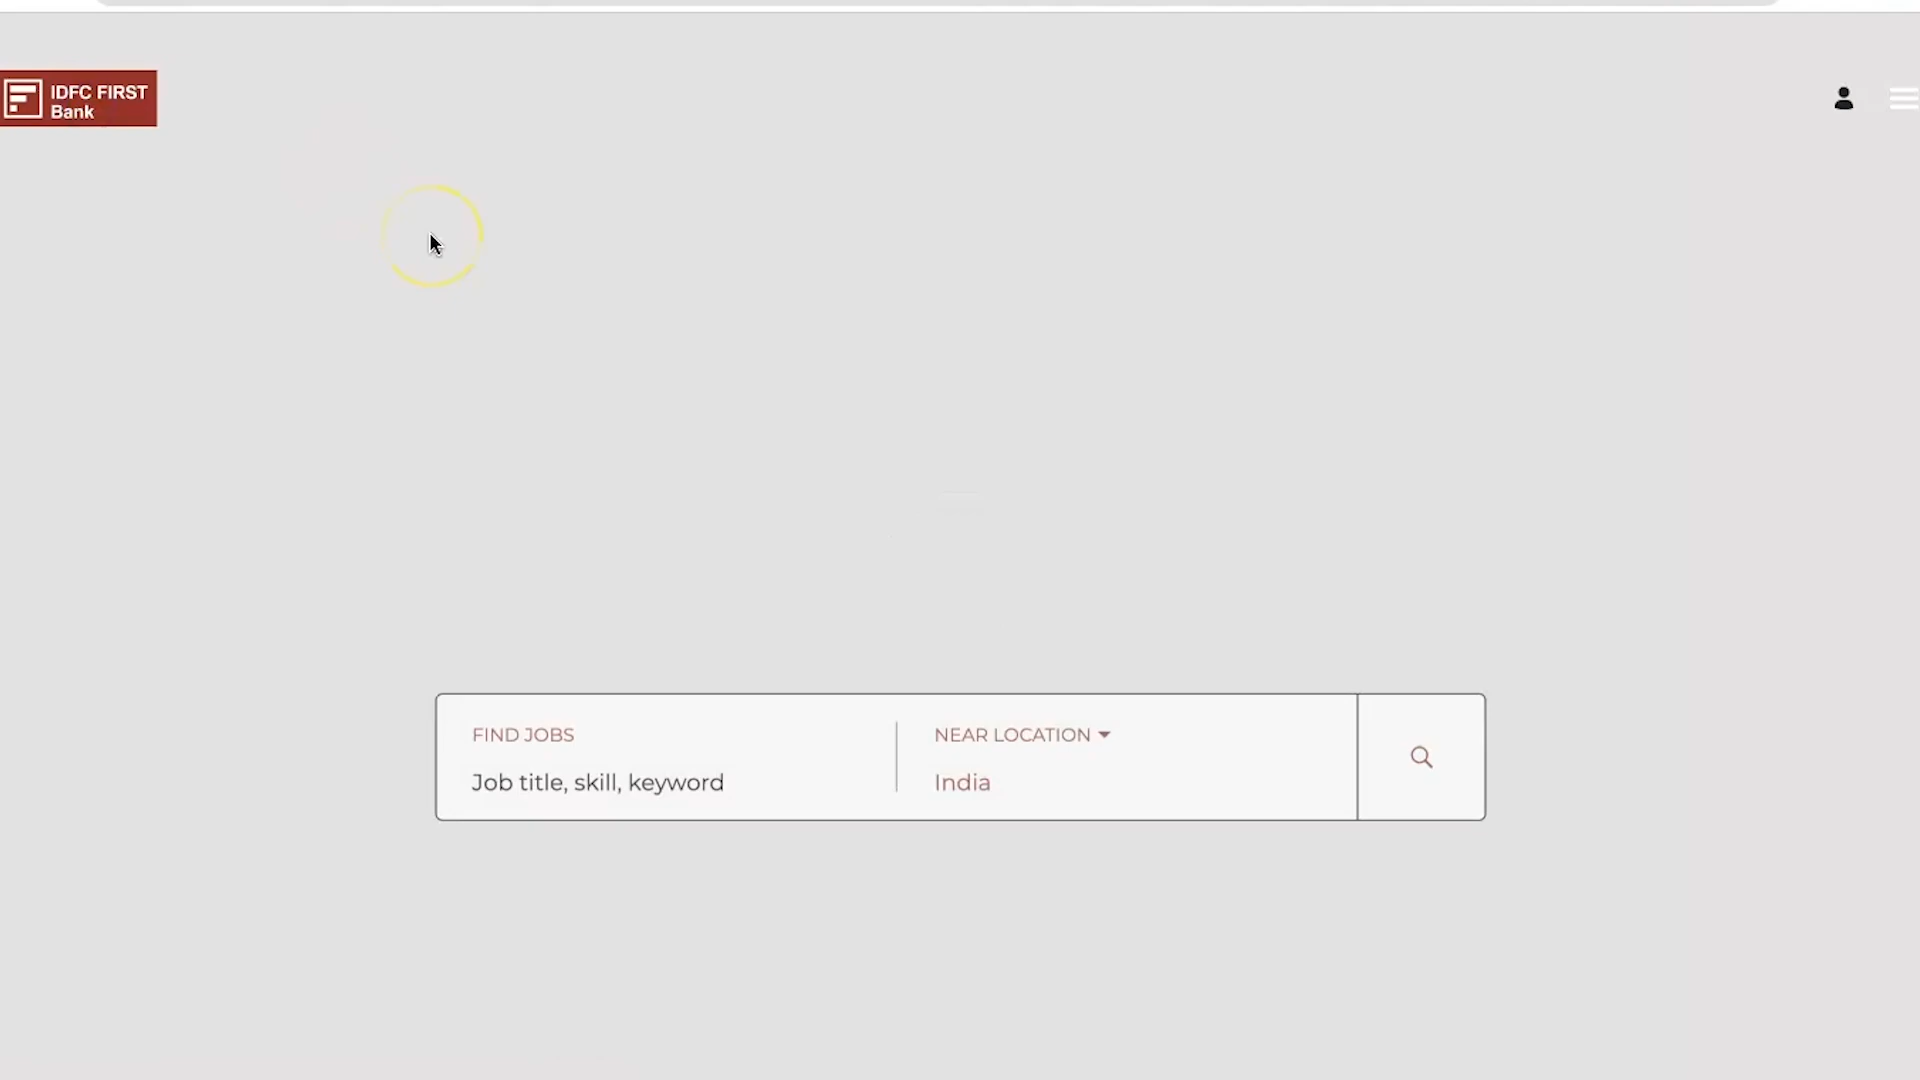 IDFC FIRST
Bank
FIND JOBS
Job title, skill, keyword
NEAR LOCATION
India